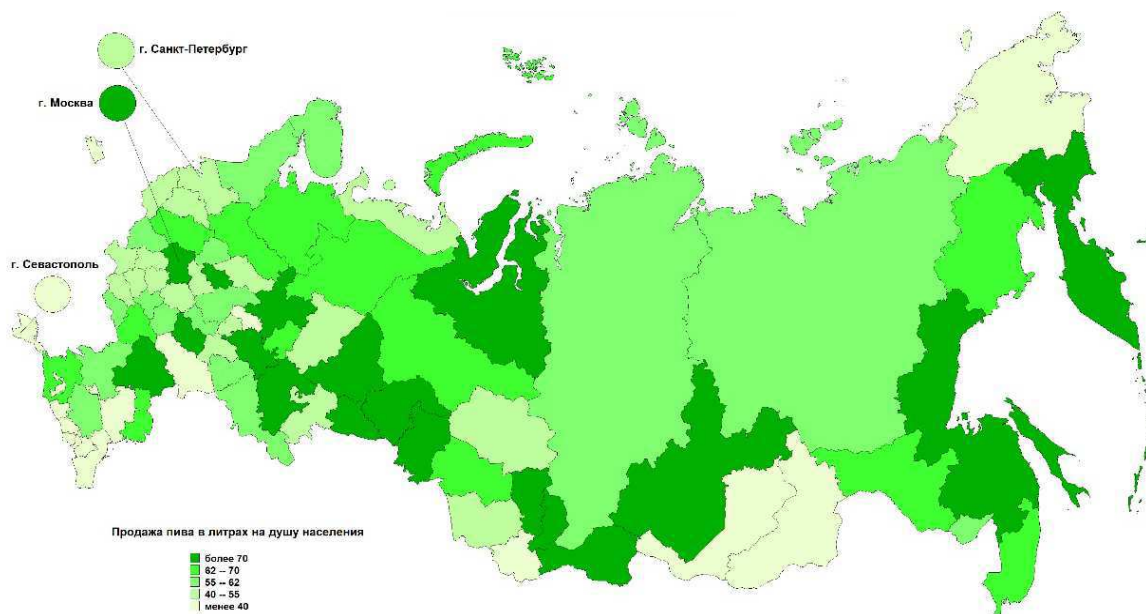 г. Санкт-Петербург
г. Москва
г. Севастополь
Продажа пива в литрах на душу населения
более 70
62 -- 70
55 -- 62
40 -- 55
менее 40